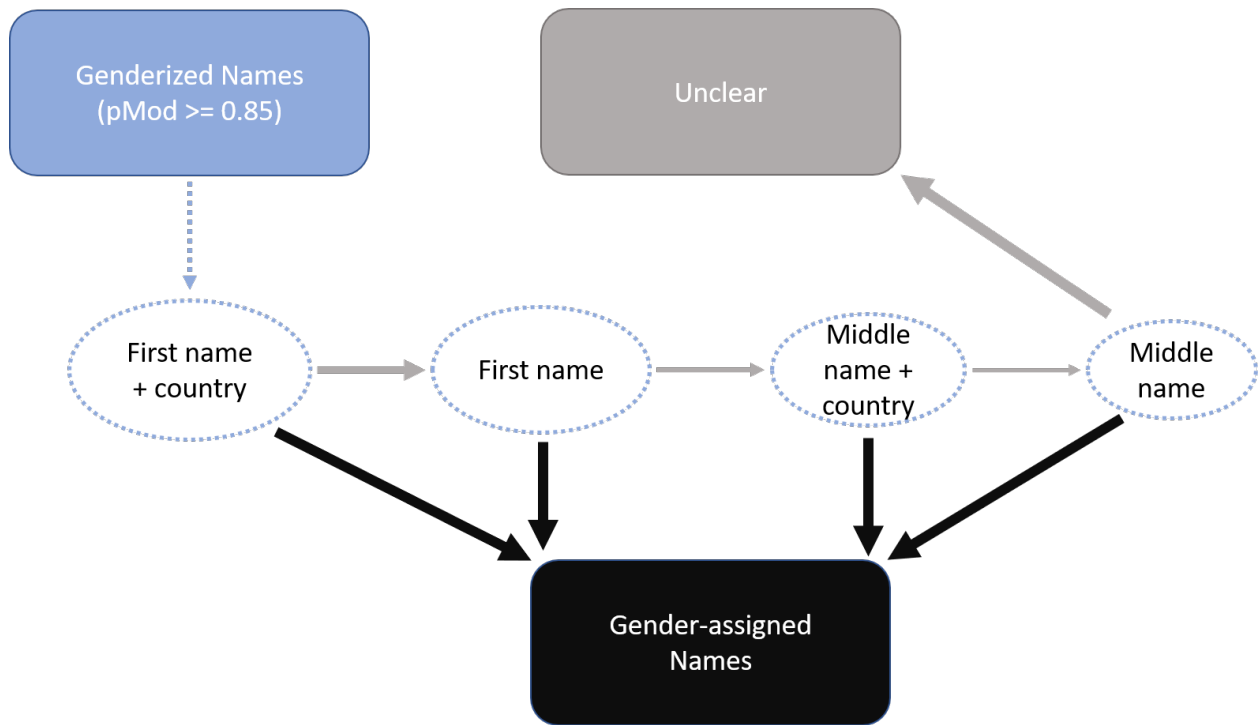 Genderized Names
(pMod >= 0.85)
Unclear
First name
+ country
First name
Middle
name +
country
Middle
name
Gender-assigned
Names